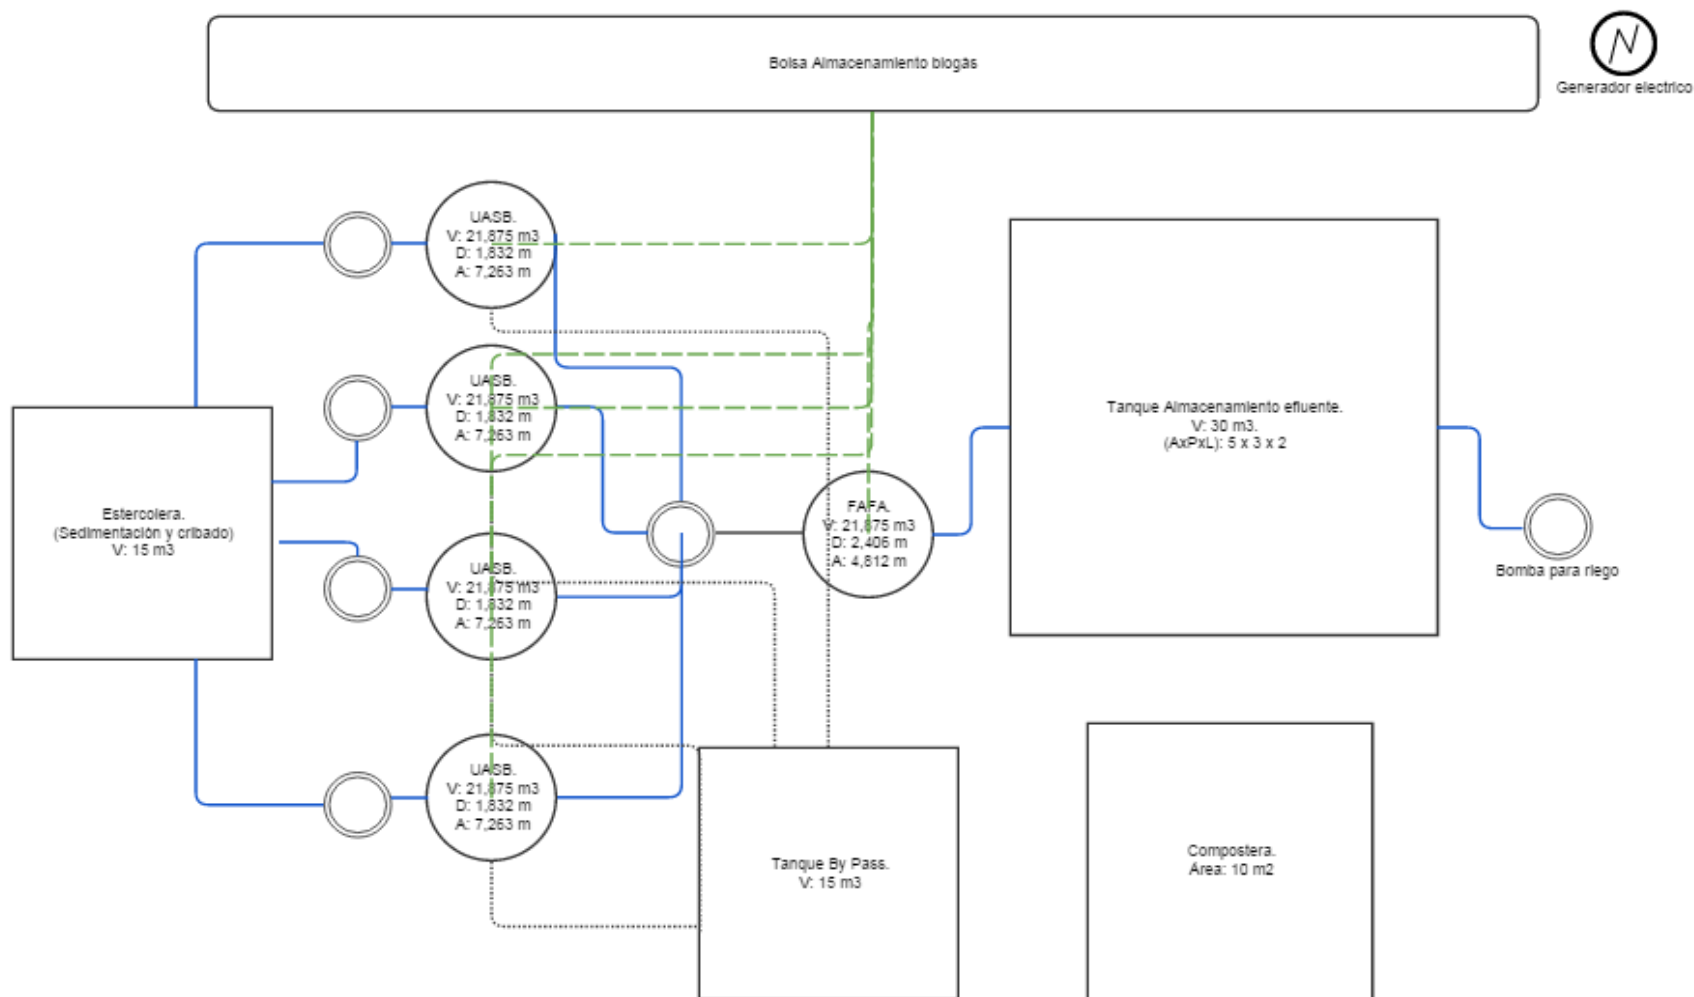 Bolsa Almacenamiento biogás
Generador electrico
UASB.
V: 21,875 m3
D: 1,832 m
A: 7,263 m
UASB.
V: 21,875 m3
D: 1,832 m
A: 7,263 m
Tanque Almacenamiento efluente.
V: 30 m3.
(AxPxL): 5 x 3 x 2
Estercolera.
(Sedimentación y cribado)
V: 15 m3
FAFA.
V: 21,875 m3
D: 2,406 m
A: 4,812 m
Bomba para riego
UASB.
V: 21,875 m3
D: 1,832 m
A: 7,263 m
UASB.
V: 21,875 m3
D: 1,832 m
A: 7,263 m
Tanque By Pass.
V: 15 m3
Compostera.
Área: 10 m2